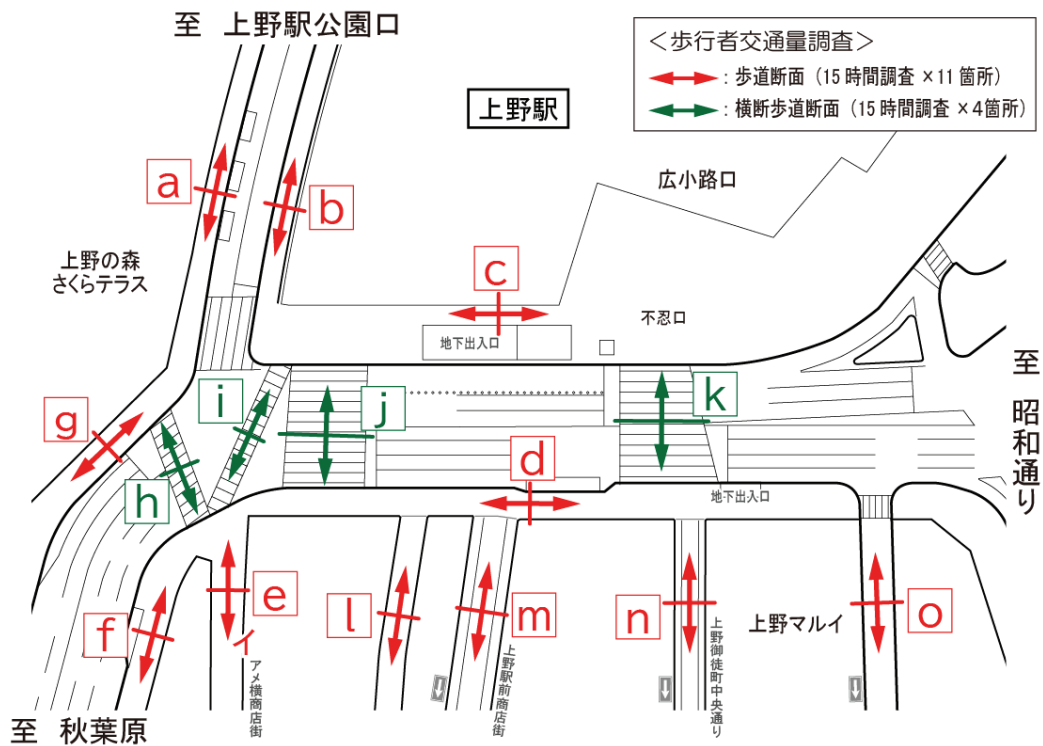 至 上野駅公園口
＜歩行者交通量調査＞
：歩道断面（15時間調査×11箇所）
：横断歩道断面（15時間調査×4箇所）
上野駅
広小路口
a
b
上野の森
さくらテラス
c
不忍口
地下出入口
至 昭和通り
i
j
k
g
d
h
地下出入口
e
f
l
m
n
o
上野マルイ
イ
アメ横商店街
上野駅前商店街
上野御徒町中央通り
至 秋葉原